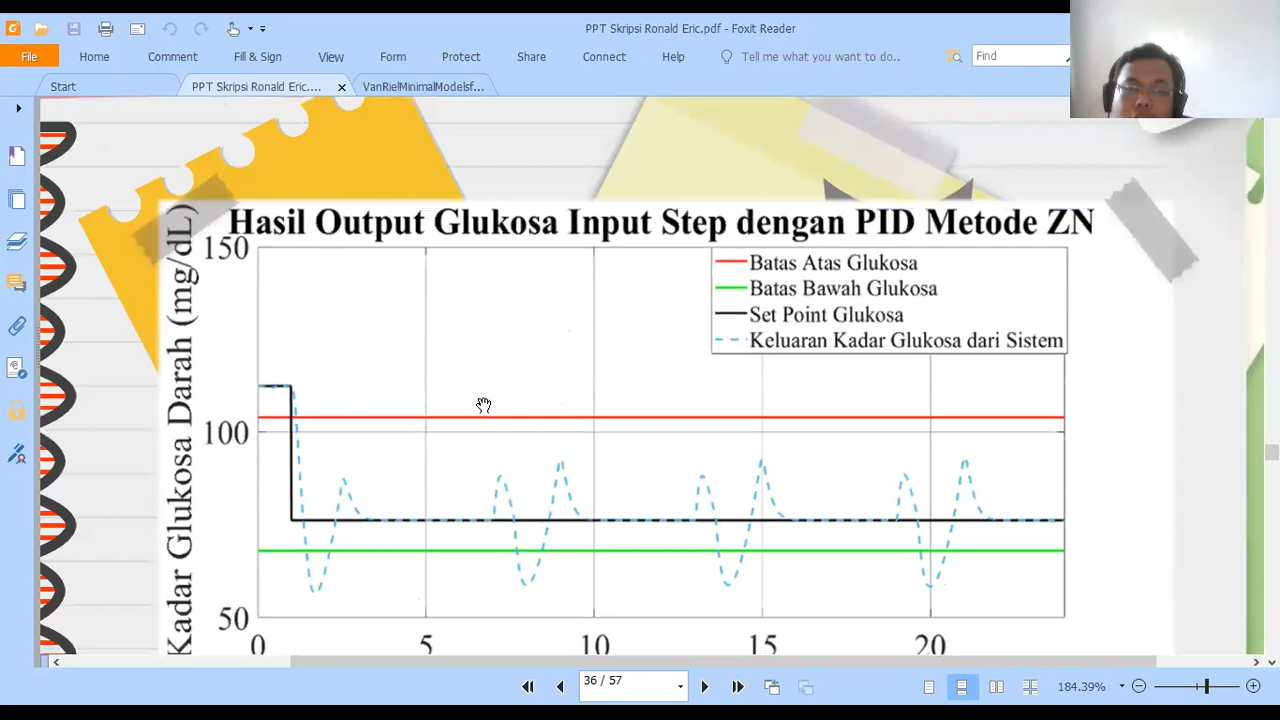 PPT Skripsi Ronald Eric.pdf - Foxit Reader
File Home Comment Fill & Sign View Form Protect Share Connect Help Tell me what you want to do.. Find
Start PPT Skripsi Ronald Eric.... VanRielMinimalModelsf...
Hasil Output Glukosa Input Step dengan PID Metode ZN
Kadar Glukosa Darah (mg/dL)
150
100
50
Batas Atas Glukosa
Batas Bawah Glukosa
Set Point Glukosa
Keluaran Kadar Glukosa dari Sistem
0 5 10 15 20
36 / 57
184.39%